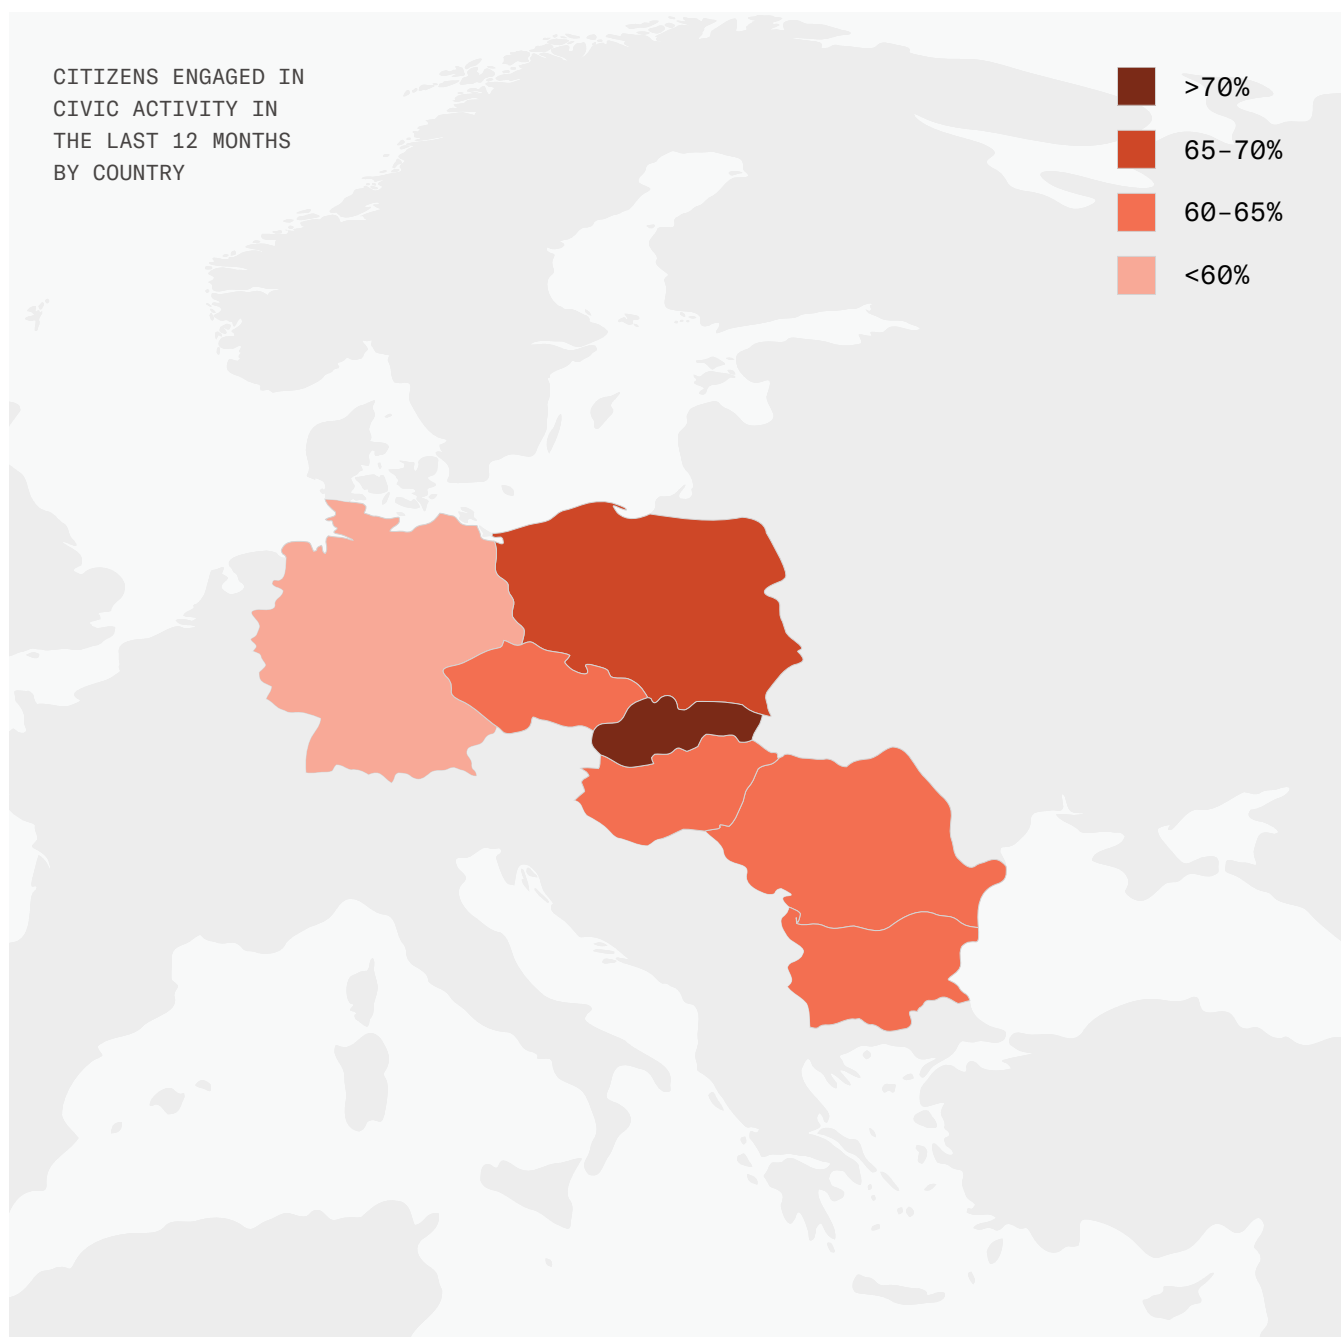 CITIZENS ENGAGED IN
CIVIC ACTIVITY IN
THE LAST 12 MONTHS
BY COUNTRY
>70%
65–70%
60–65%
<60%